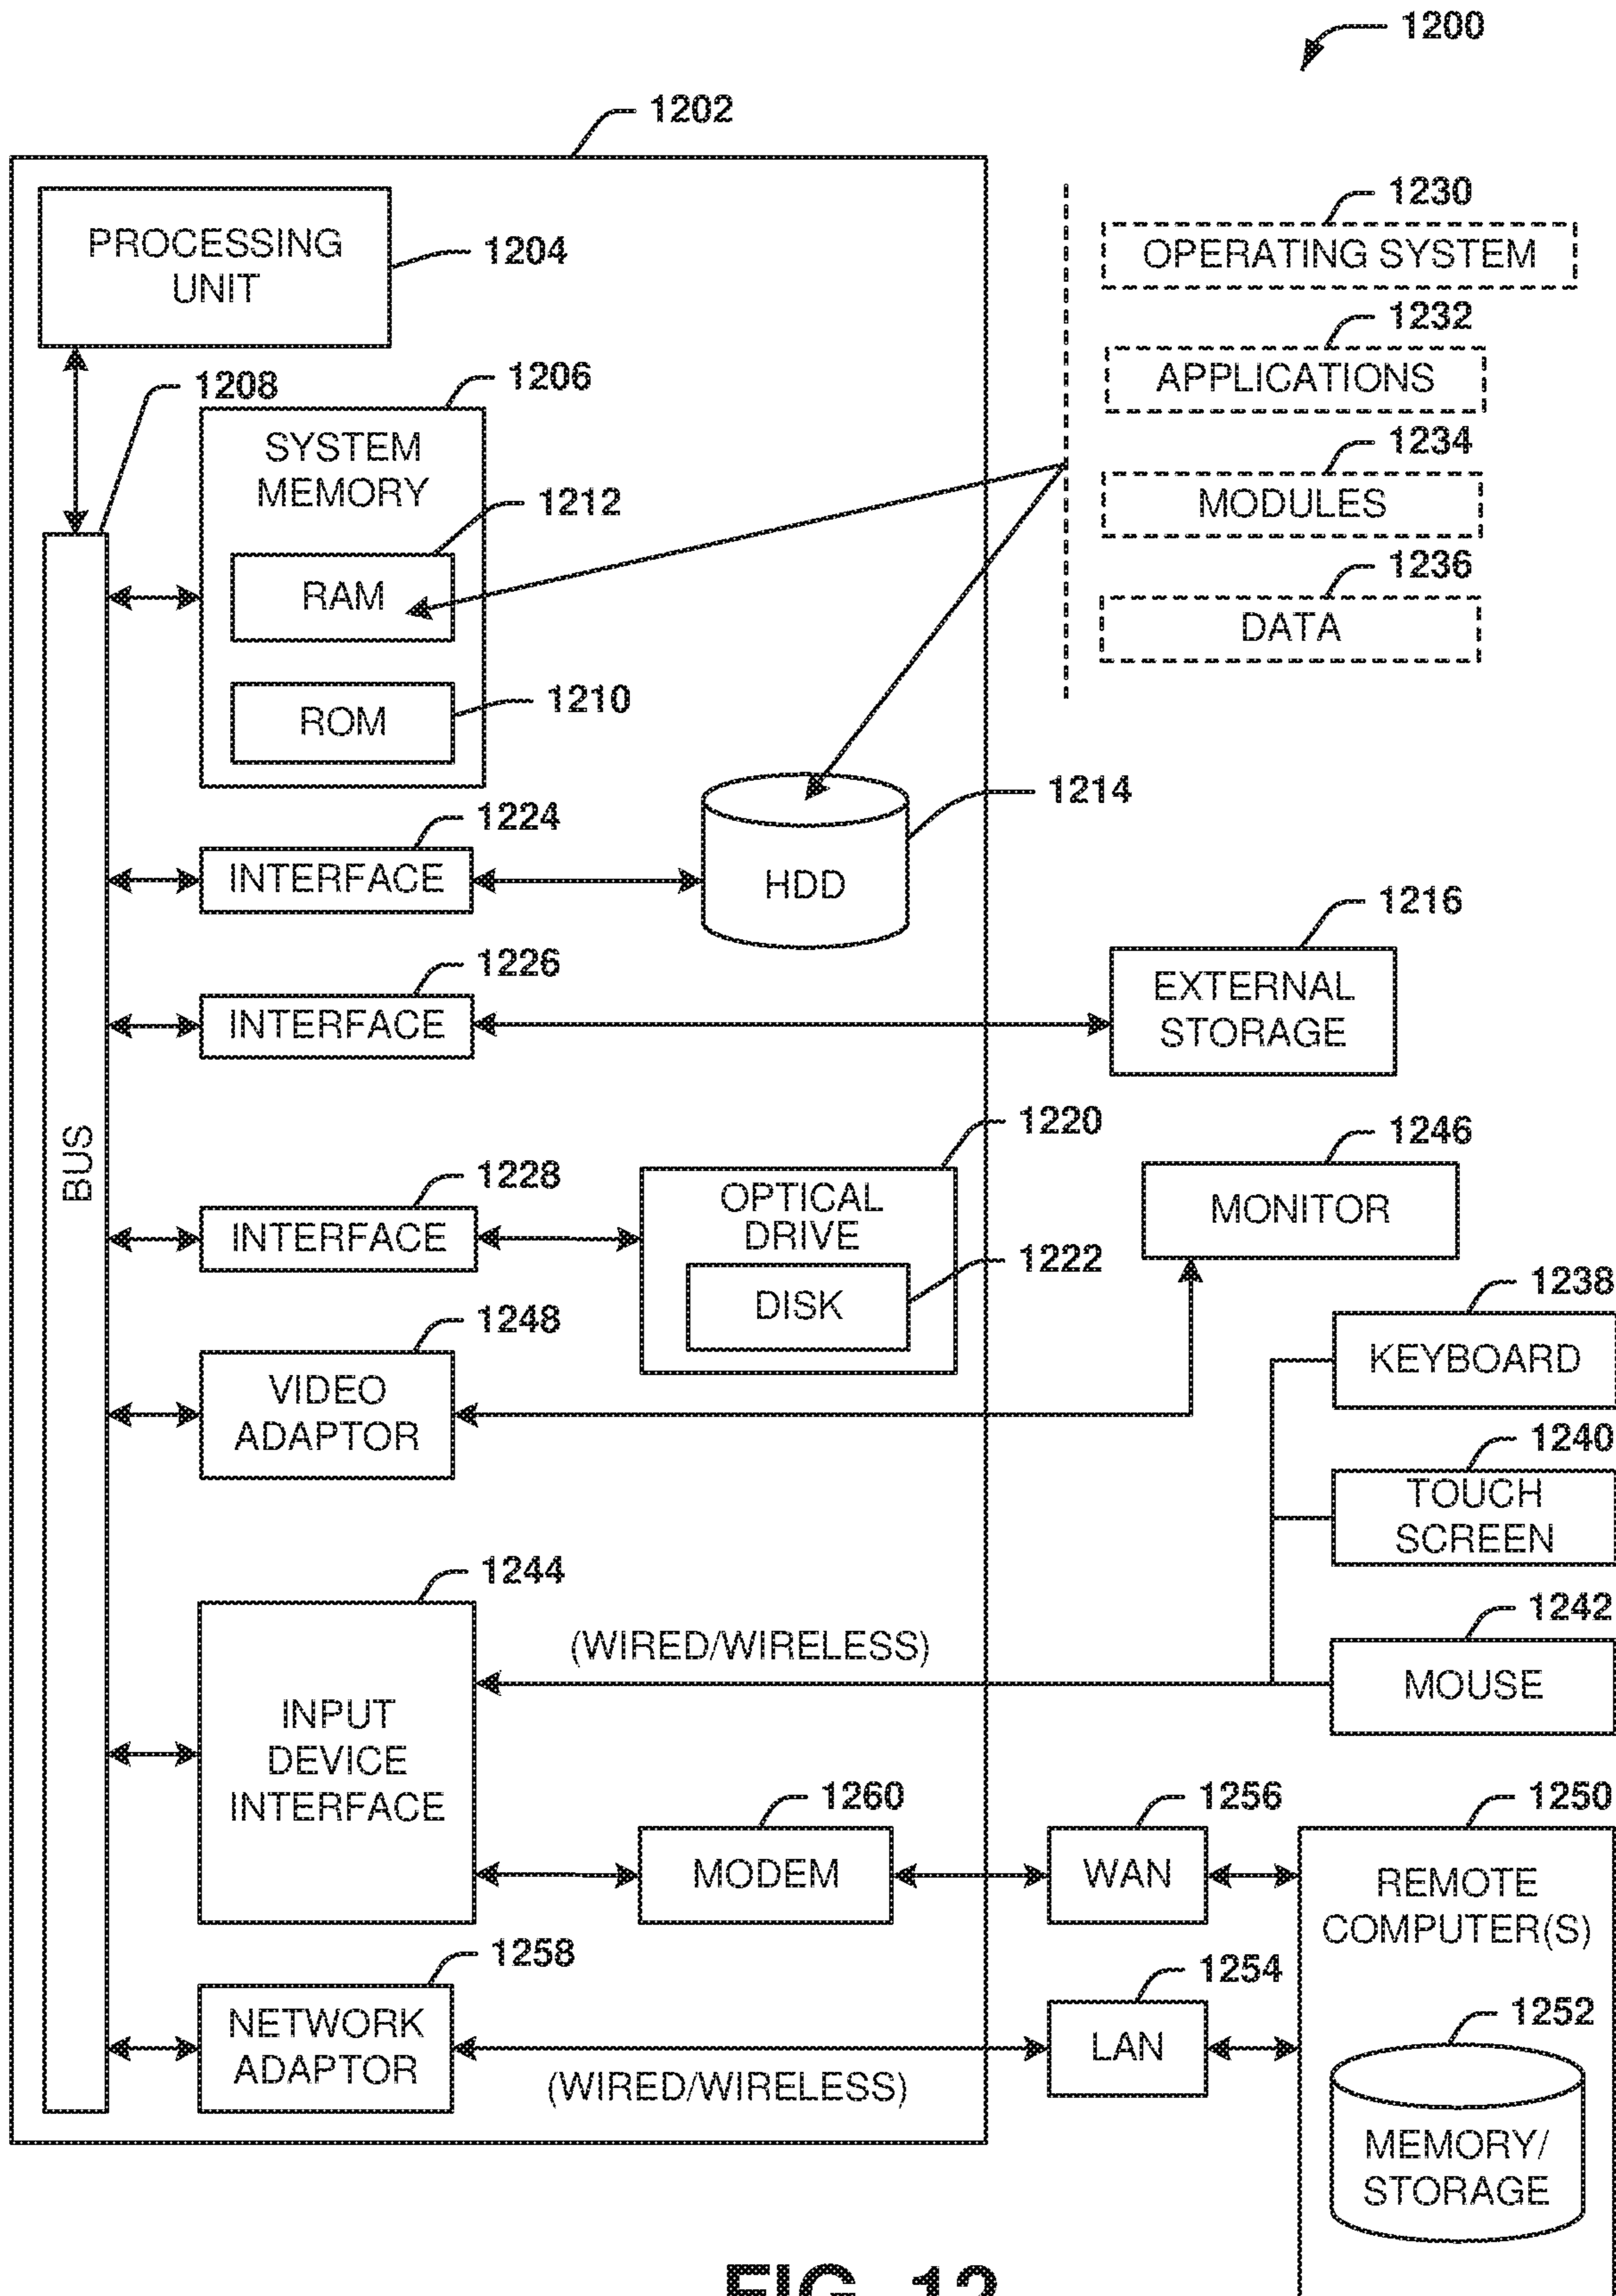 1200
1202
PROCESSING
UNIT
1204
1230
OPERATING SYSTEM
1232
APPLICATIONS
1234
MODULES
1236
DATA
1208
1206
SYSTEM
MEMORY
1212
RAM
1210
ROM
BUS
1224
INTERFACE
1214
HDD
1226
INTERFACE
1216
EXTERNAL
STORAGE
1228
INTERFACE
1220
OPTICAL
DRIVE
1222
DISK
1246
MONITOR
1248
VIDEO
ADAPTOR
1238
KEYBOARD
1240
TOUCH
SCREEN
1242
MOUSE
1244
INPUT
DEVICE
INTERFACE
(WIRED/WIRELESS)
1260
MODEM
1256
WAN
1250
REMOTE
COMPUTER(S)
1258
NETWORK
ADAPTOR
(WIRED/WIRELESS)
1254
LAN
1252
MEMORY/
STORAGE
FIG. 12